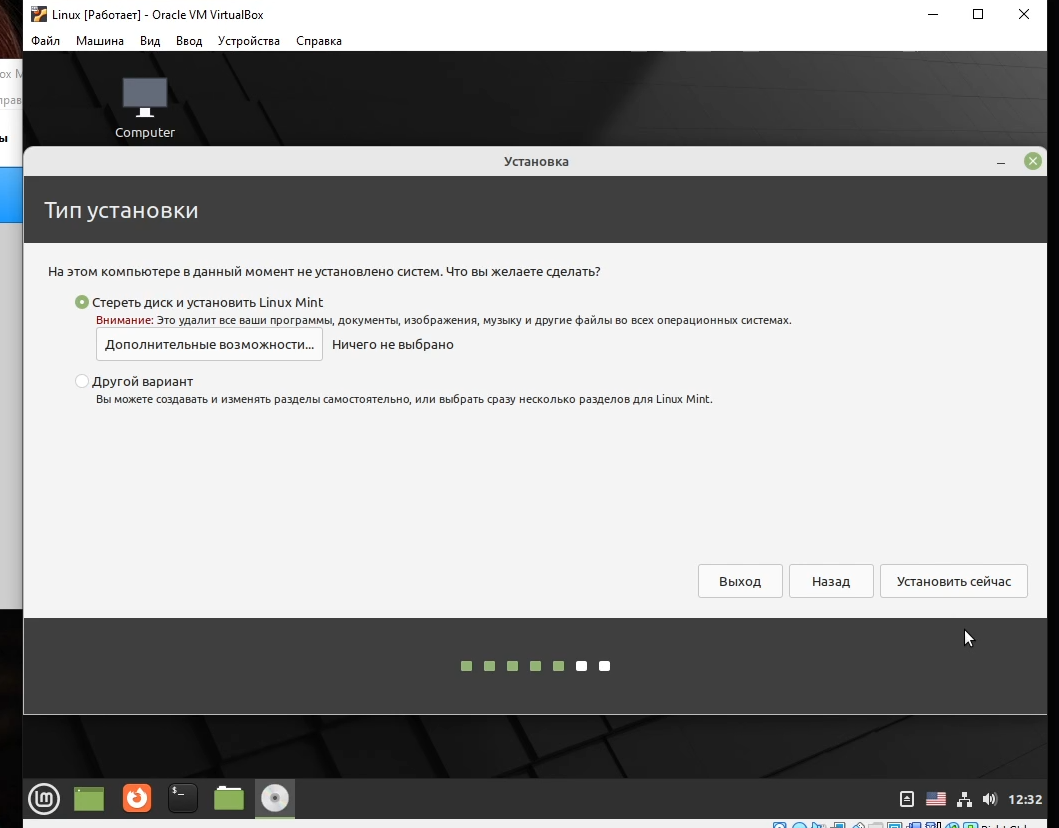 Linux [Работает] - Oracle VM VirtualBox
Файл Машина Вид Ввод Устройства Справка
Computer
Установка
Тип установки
На этом компьютере в данный момент не установлено систем. Что вы желаете сделать?
Стереть диск и установить Linux Mint
Внимание: Это удалит все ваши программы, документы, изображения, музыку и другие файлы во всех операционных системах.
Дополнительные возможности... Ничего не выбрано
Другой вариант
Вы можете создавать и изменять разделы самостоятельно, или выбрать сразу несколько разделов для Linux Mint.
Выход Назад Установить сейчас
12:32